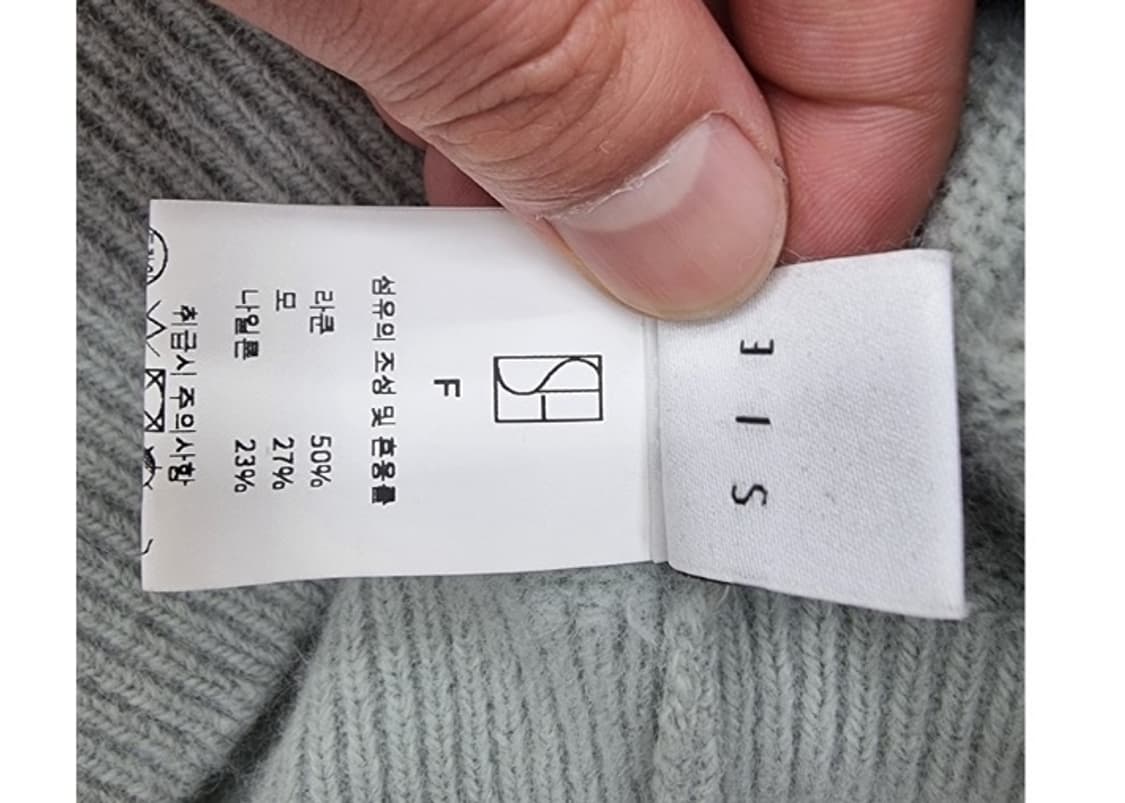 S I E
F
섬유의 조성 및 혼용률
라쿤 50%
모 27%
나일론 23%
취급시 주의사항